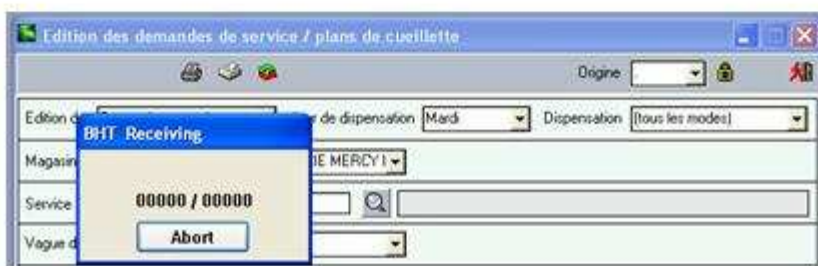 Edition des demandes de service / plans de cueillette
Origine
Edition d de dispensation Mardi Dispensation (tous les modes)
BHT Receiving
Magasin IE MERCY
Service
00000 / 00000
Vague d
Abort